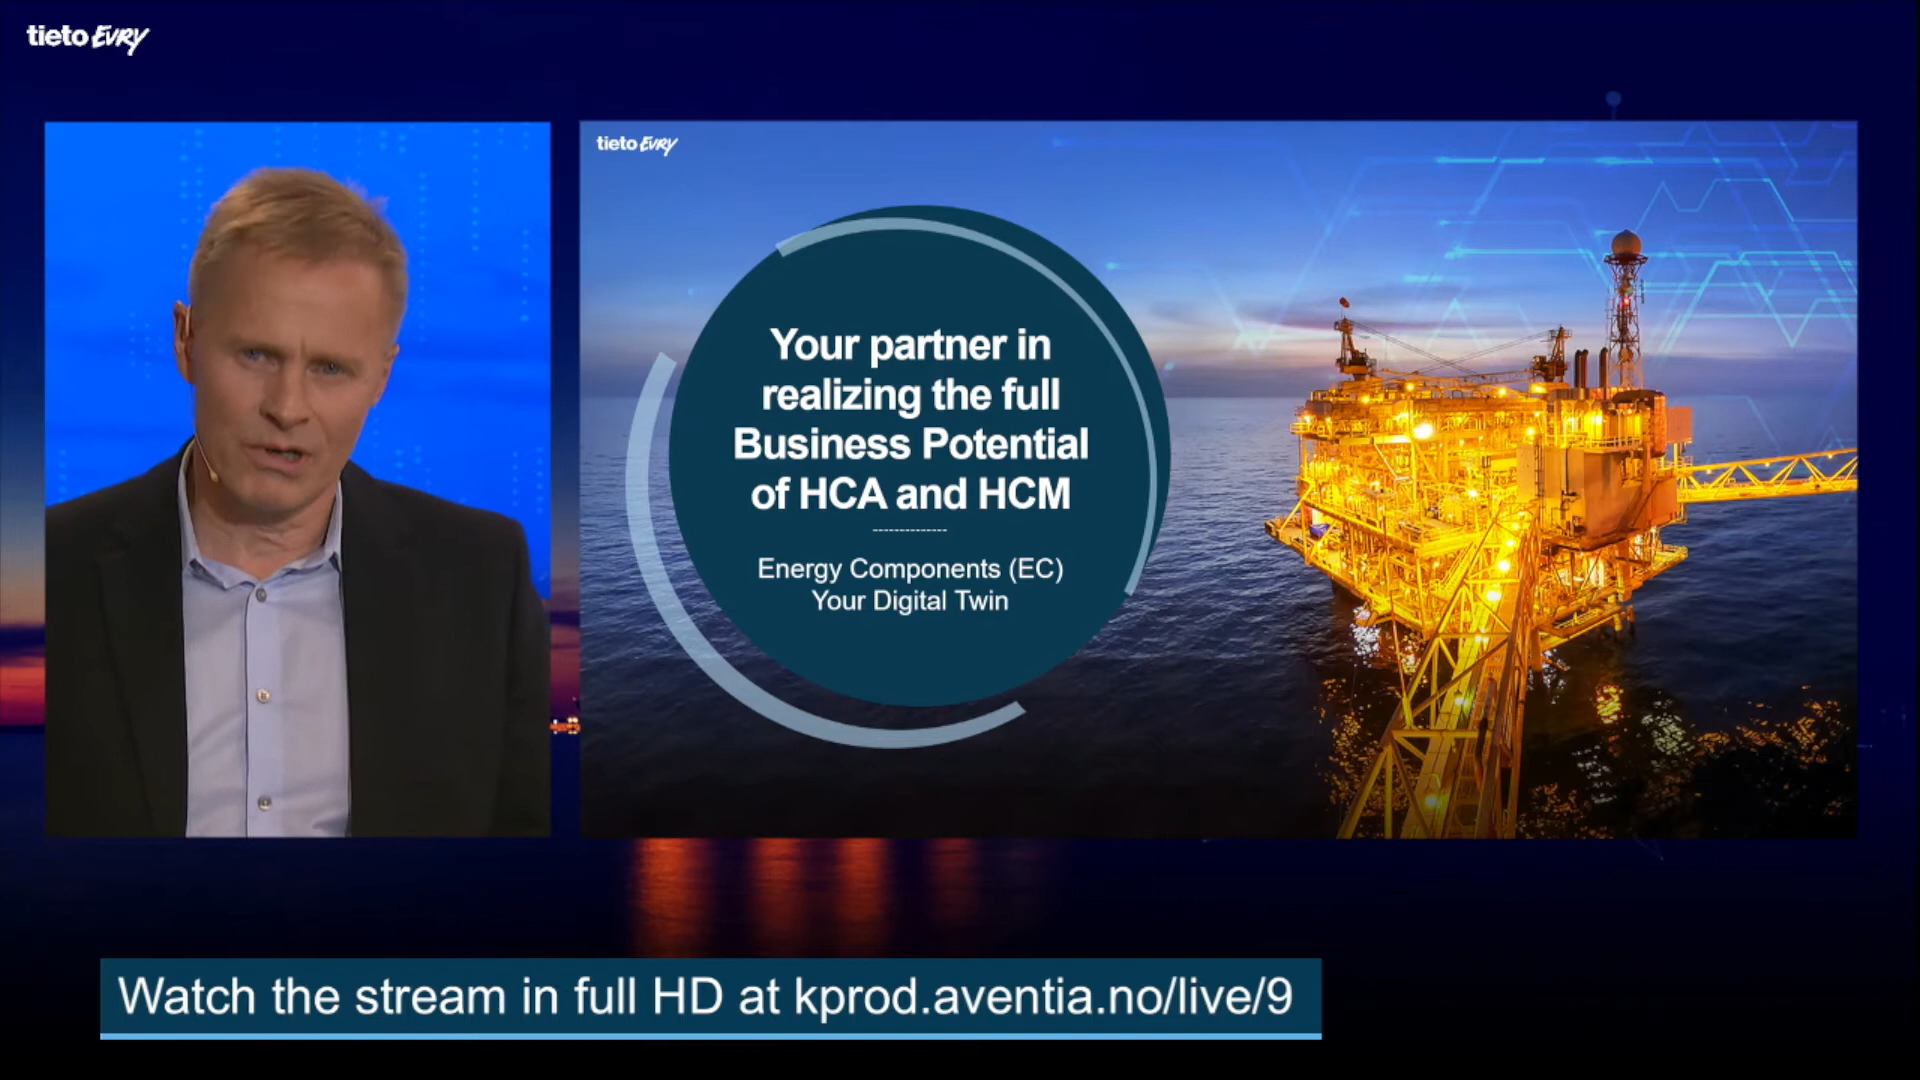 tieto EVRY
tieto EVRY
Your partner in
realizing the full
Business Potential
of HCA and HCM
--------------
Energy Components (EC)
Your Digital Twin
Watch the stream in full HD at kprod.aventia.no/live/9